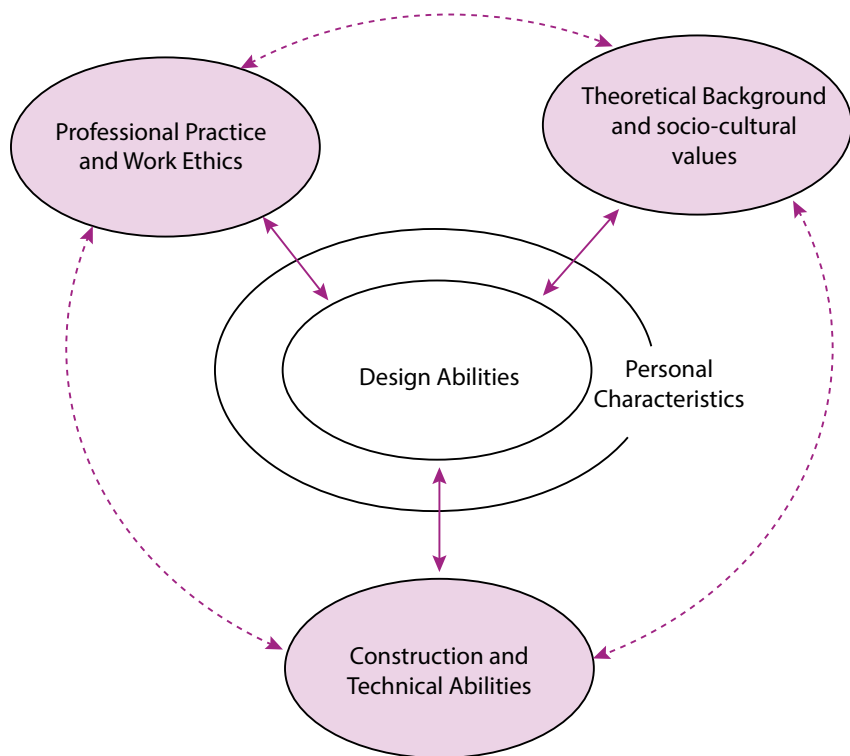 Professional Practice
and Work Ethics
Theoretical Background
and socio-cultural
values
Design Abilities
Personal
Characteristics
Construction and
Technical Abilities